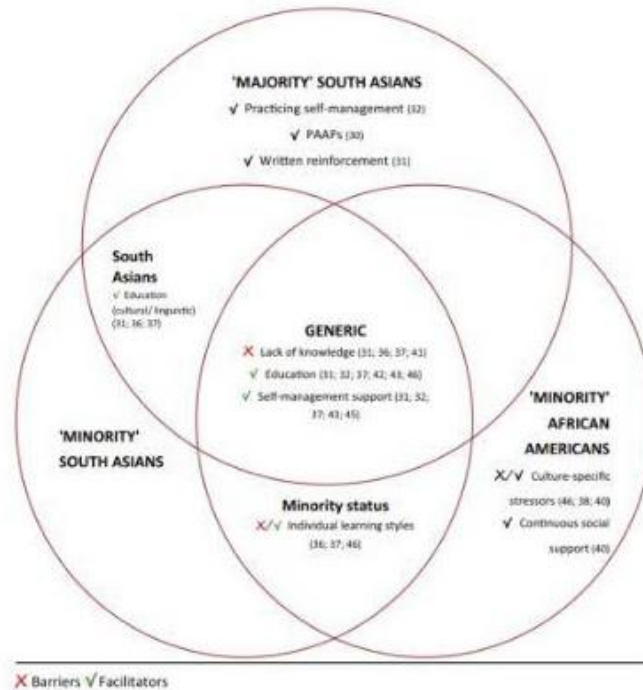 'MAJORITY' SOUTH ASIANS
√ Practicing self-management (32)
√ PAAPs (30)
√ Written reinforcement (31)
South
Asians
√ Education
(cultural/ linguistic)
(31; 36; 37)
GENERIC
X Lack of knowledge (31; 36; 37; 41)
√ Education (31; 32; 37; 42; 43; 46)
√ Self-management support (31; 32;
37; 43; 45)
'MINORITY'
SOUTH ASIANS
'MINORITY'
AFRICAN
AMERICANS
X/√ Culture-specific
stressors (46; 38; 40)
√ Continuous social
support (40)
Minority status
X/√ Individual learning styles
(36; 37; 46)
X Barriers √ Facilitators